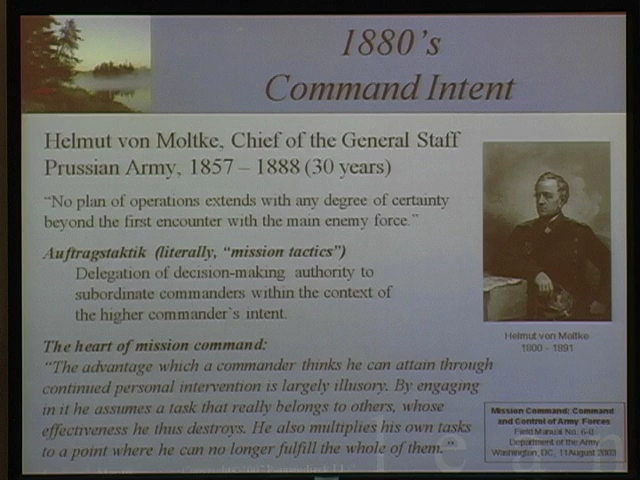 1880's
Command Intent
Helmut von Moltke, Chief of the General Staff
Prussian Army, 1857 – 1888 (30 years)
“No plan of operations extends with any degree of certainty
beyond the first encounter with the main enemy force.”
Auftragstaktik (literally, “mission tactics”)
Delegation of decision-making authority to
subordinate commanders within the context of
the higher commander's intent.
Helmut von Moltke
1800 - 1891
The heart of mission command:
“The advantage which a commander thinks he can attain through
continued personal intervention is largely illusory. By engaging
in it he assumes a task that really belongs to others, whose
effectiveness he thus destroys. He also multiplies his own tasks
to a point where he can no longer fulfill the whole of them.”
Mission Command: Command
and Control of Army Forces
Field Manual No. 6-0
Department of the Army
Washington, DC, 11 August 2003
l e a n